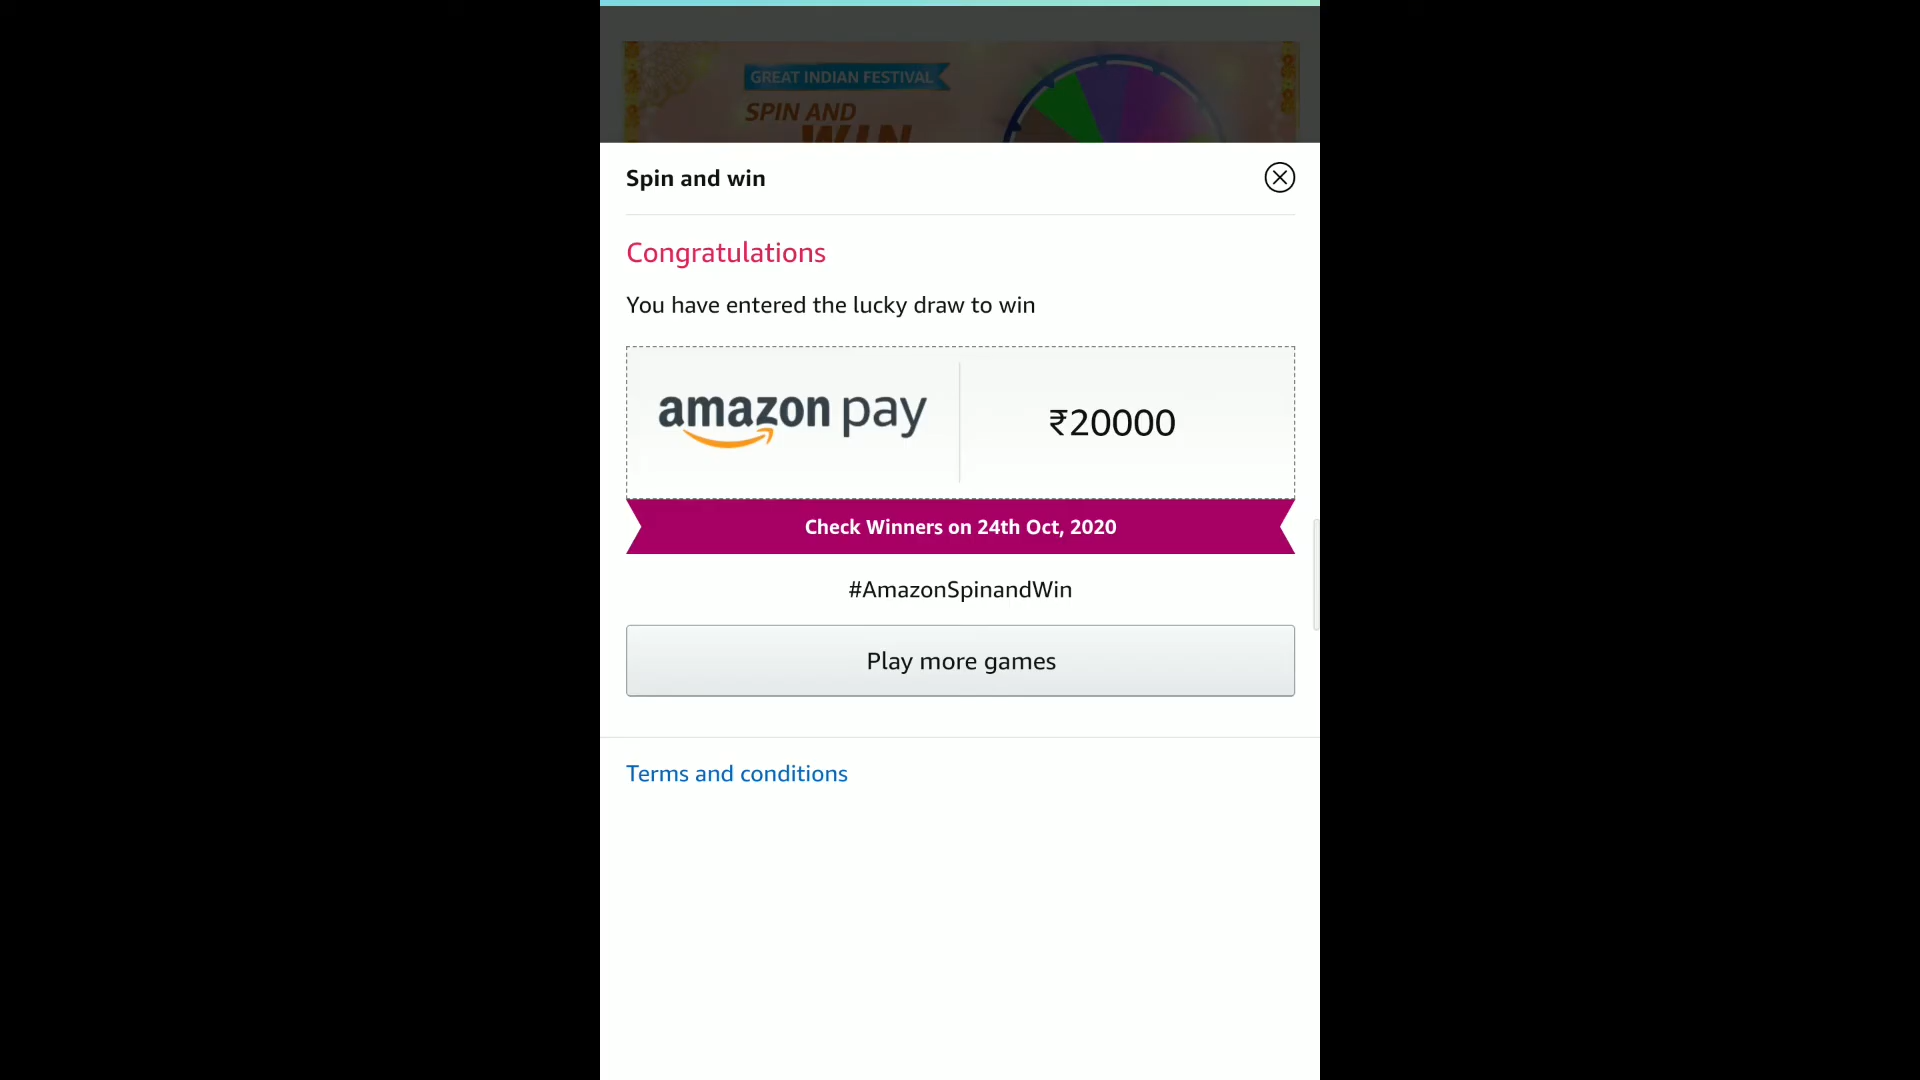 GREAT INDIAN FESTIVAL
SPIN AND
WIN
Spin and win
Congratulations
You have entered the lucky draw to win
amazon pay
₹20000
Check Winners on 24th Oct, 2020
#AmazonSpinandWin
Play more games
Terms and conditions